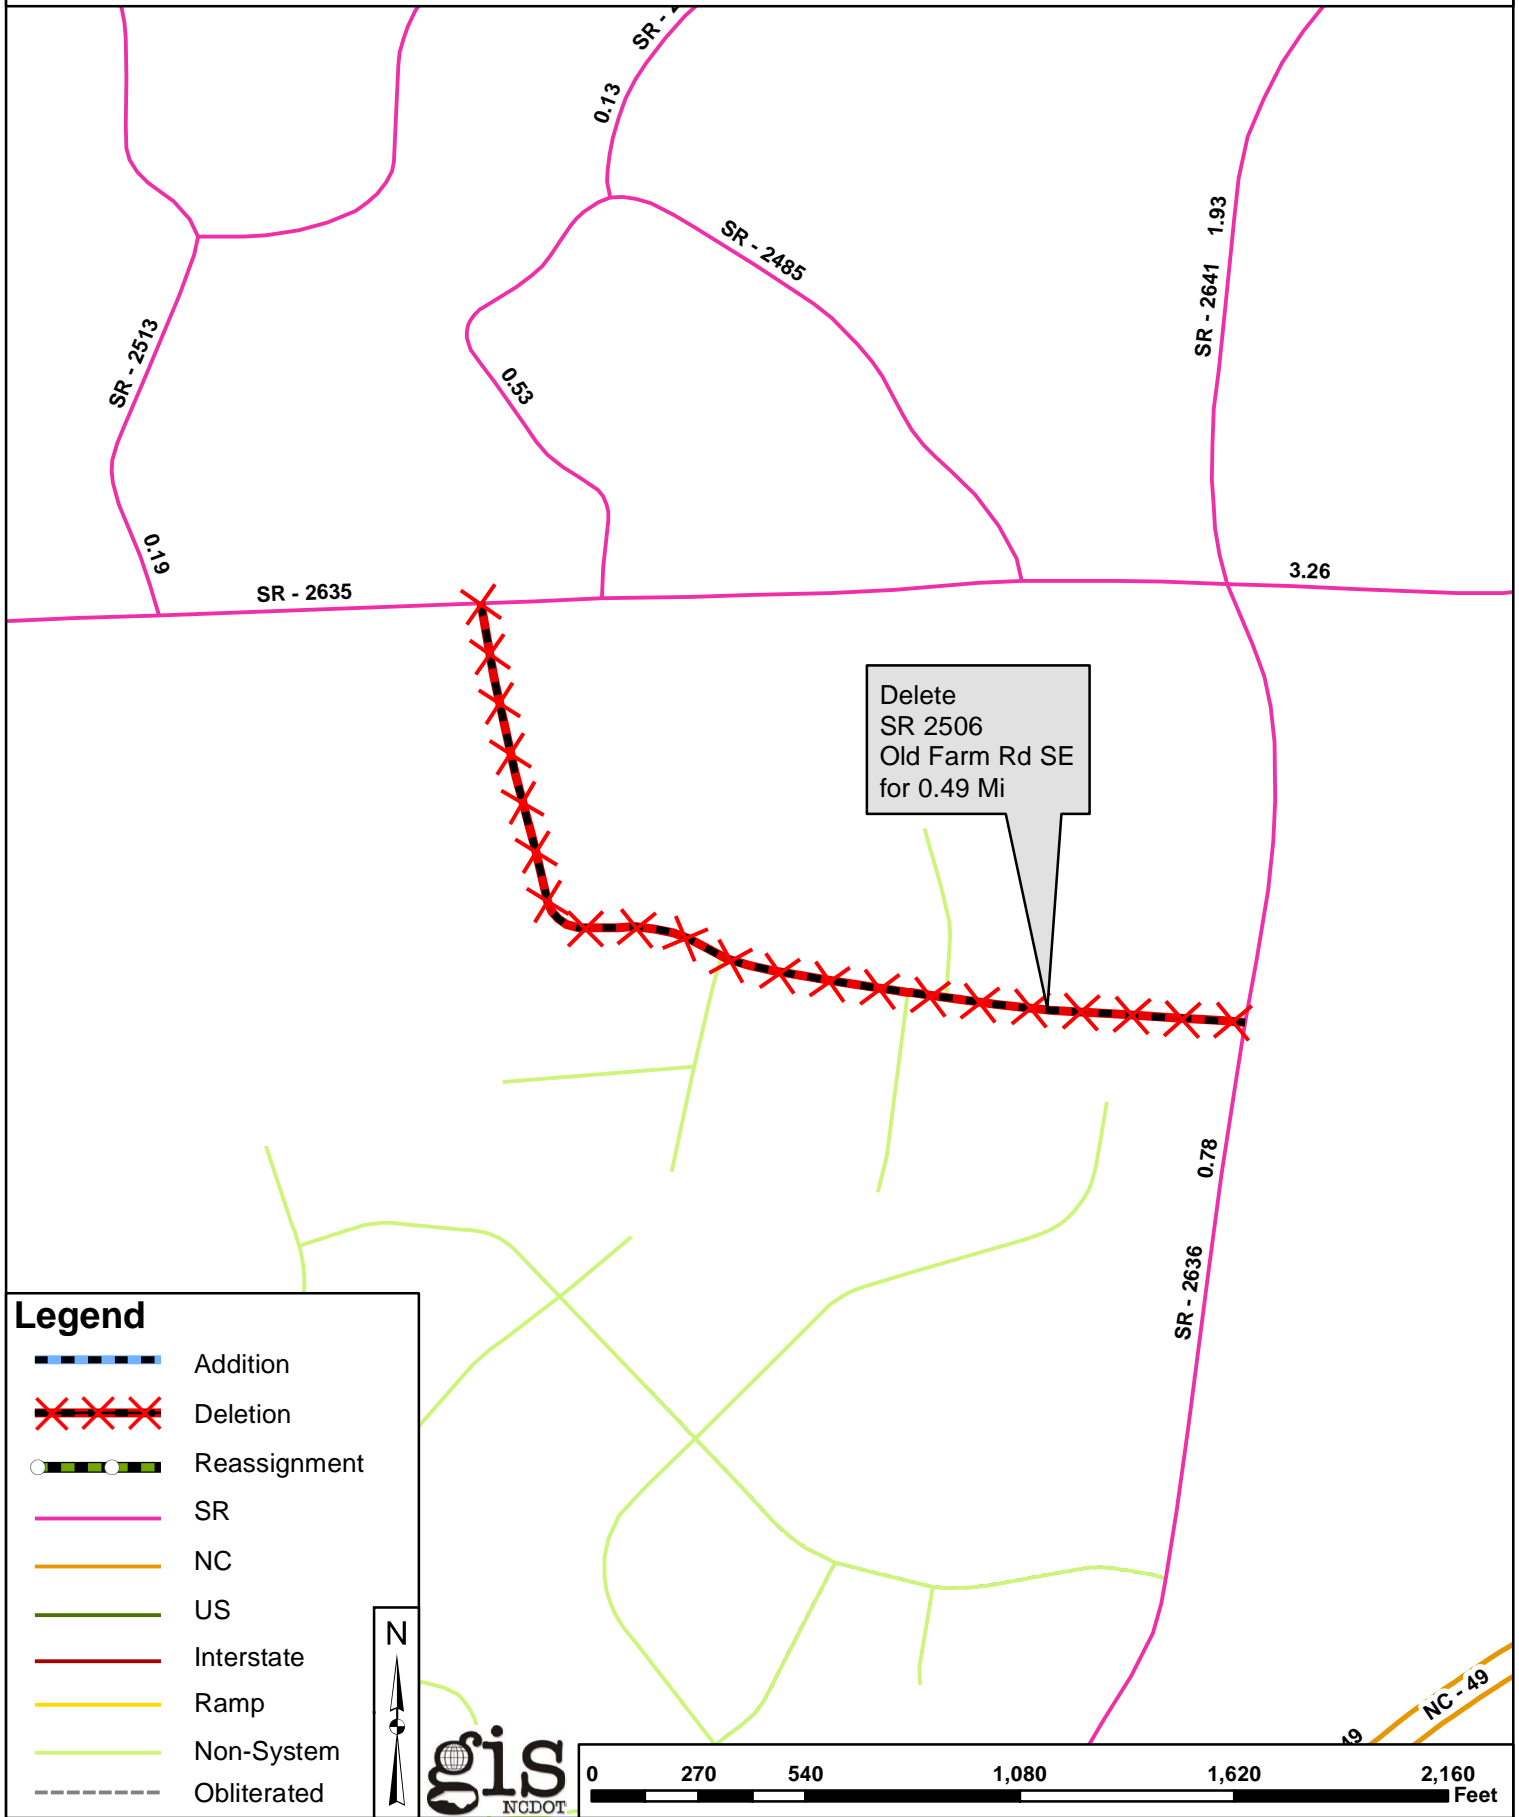 SR -
0.13
1.93
SR - 2641
SR - 2485
SR - 2513
0.53
0.19
SR - 2635
3.26
Delete
SR 2506
Old Farm Rd SE
for 0.49 Mi
0.78
SR - 2636
Legend
Addition
Deletion
Reassignment
SR
NC
US
Interstate
Ramp
Non-System
Obliterated
N
NC - 49
49
gis
NCDOT
0 270 540 1,080 1,620 2,160
Feet